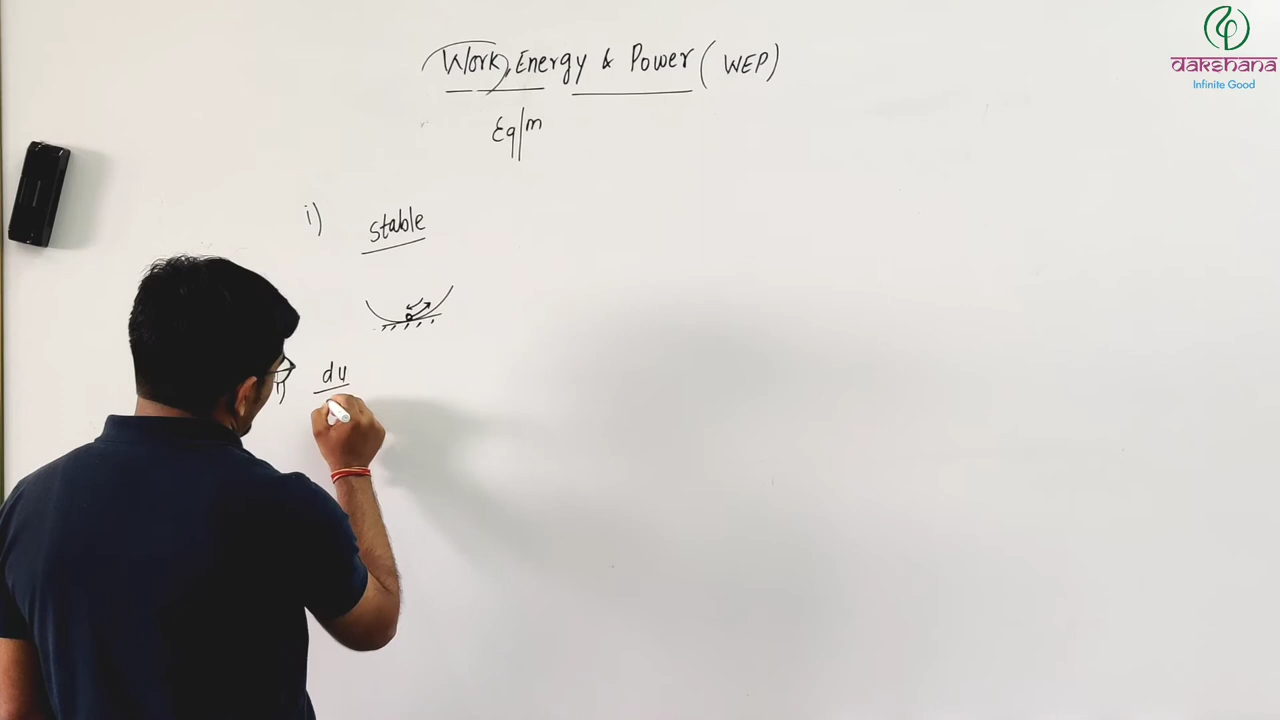 Work, Energy & Power (WEP)
Eq/m
i) stable
i) du
dakshana
Infinite Good